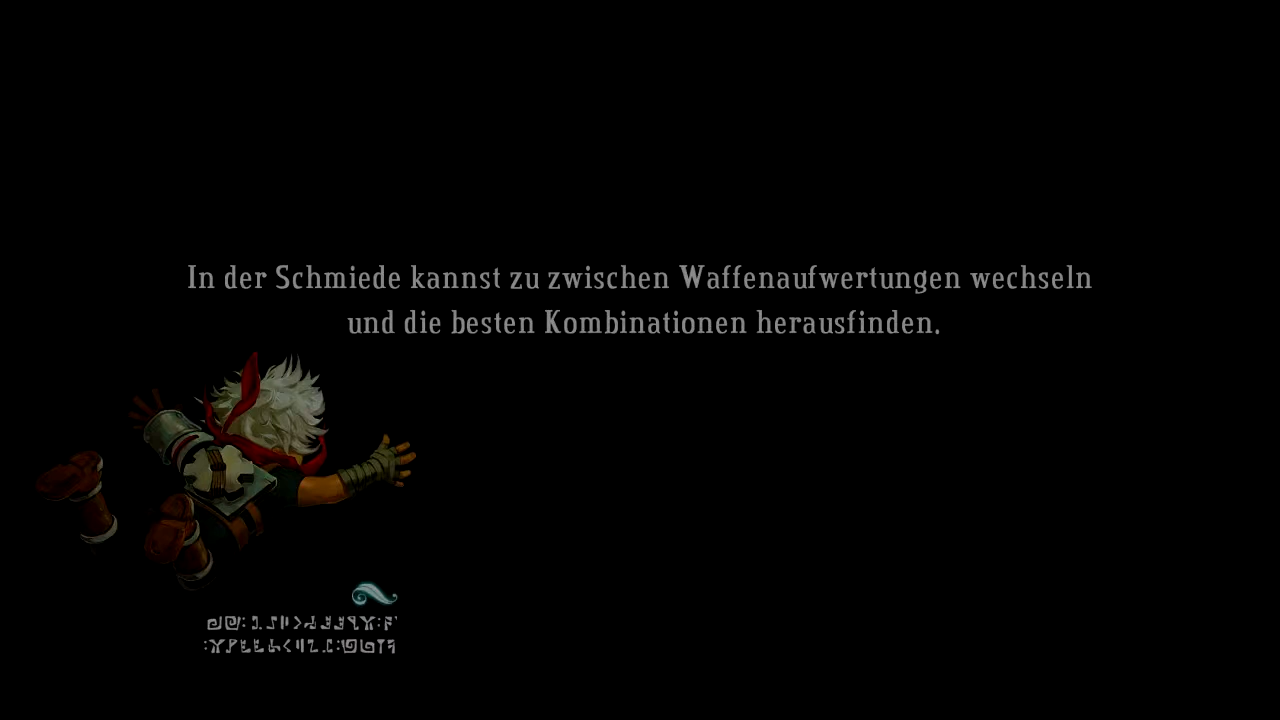 In der Schmiede kannst zu zwischen Waffenaufwertungen wechseln
und die besten Kombinationen herausfinden.